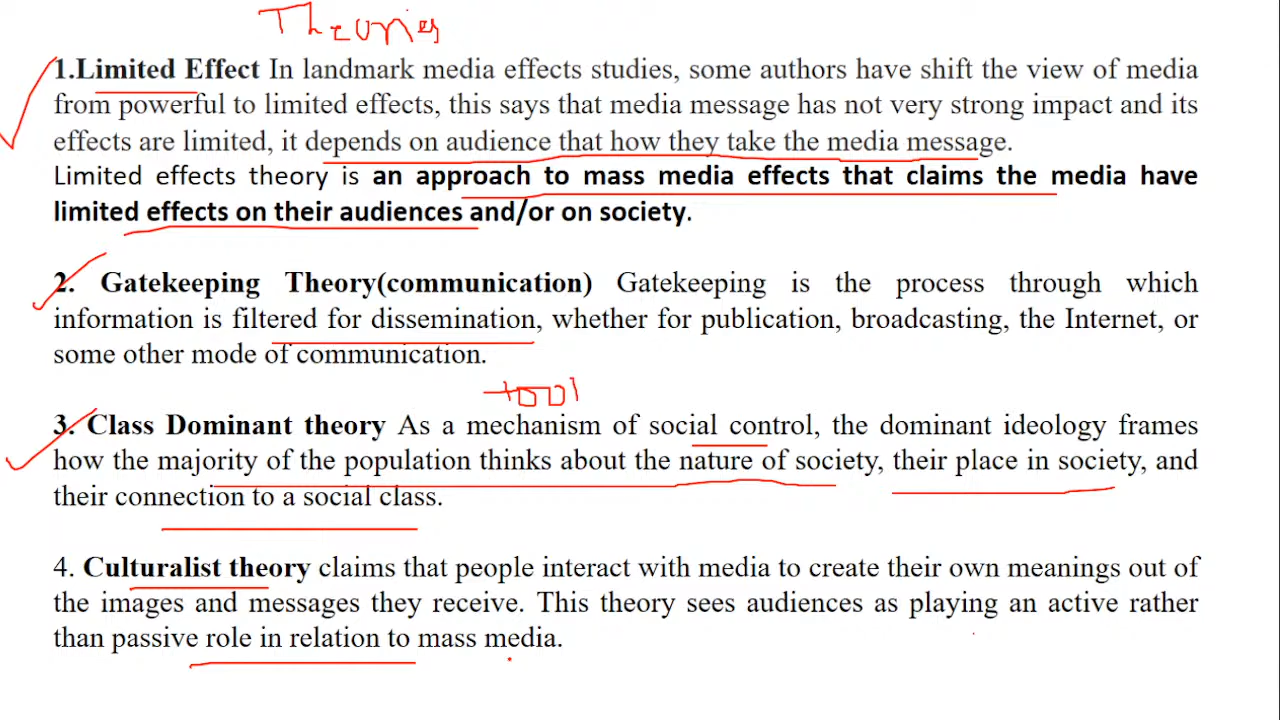 Theories
1.Limited Effect In landmark media effects studies, some authors have shift the view of media
from powerful to limited effects, this says that media message has not very strong impact and its
effects are limited, it depends on audience that how they take the media message.
Limited effects theory is an approach to mass media effects that claims the media have
limited effects on their audiences and/or on society.
2. Gatekeeping Theory(communication) Gatekeeping is the process through which
information is filtered for dissemination, whether for publication, broadcasting, the Internet, or
some other mode of communication.
tool
3. Class Dominant theory As a mechanism of social control, the dominant ideology frames
how the majority of the population thinks about the nature of society, their place in society, and
their connection to a social class.
4. Culturalist theory claims that people interact with media to create their own meanings out of
the images and messages they receive. This theory sees audiences as playing an active rather
than passive role in relation to mass media.